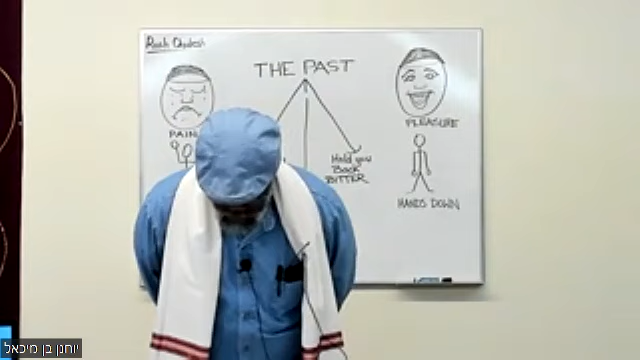 Rosh Chodesh
THE PAST
PAIN
PLEASURE
Hold you
Back
BITTER
HANDS DOWN
יוחנן בן מיכאל